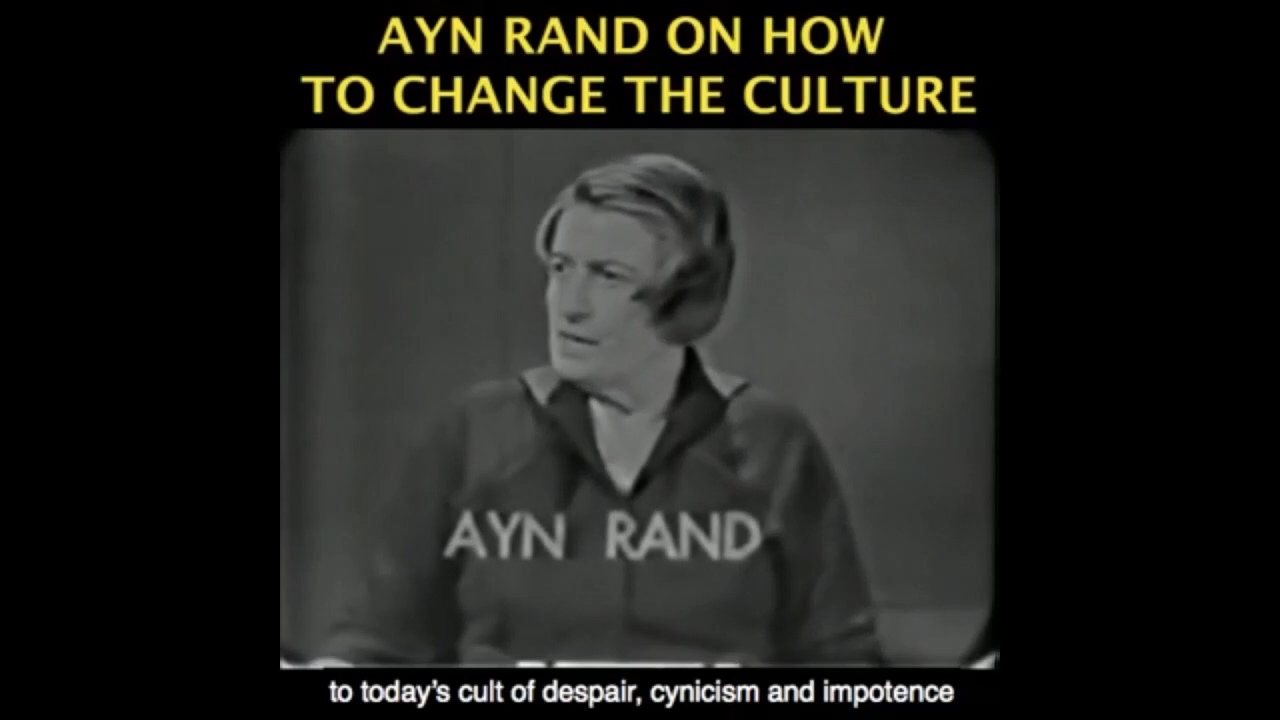 AYN RAND ON HOW
TO CHANGE THE CULTURE
AYN RAND
to today's cult of despair, cynicism and impotence